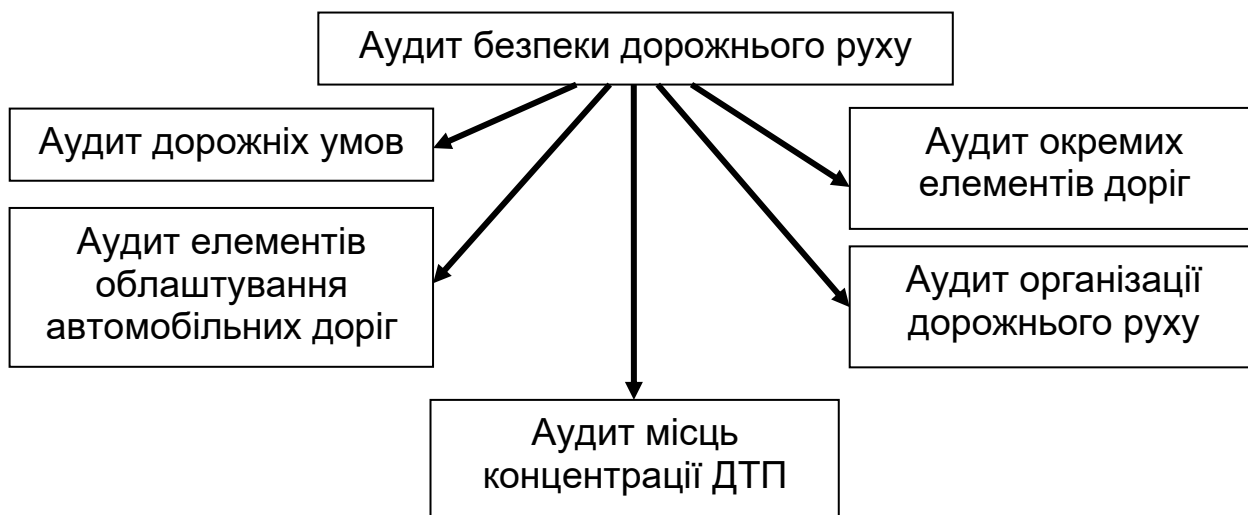 Аудит безпеки дорожнього руху
Аудит дорожніх умов
Аудит окремих
елементів доріг
Аудит елементів
облаштування
автомобільних доріг
Аудит організації
дорожнього руху
Аудит місць
концентрації ДТП